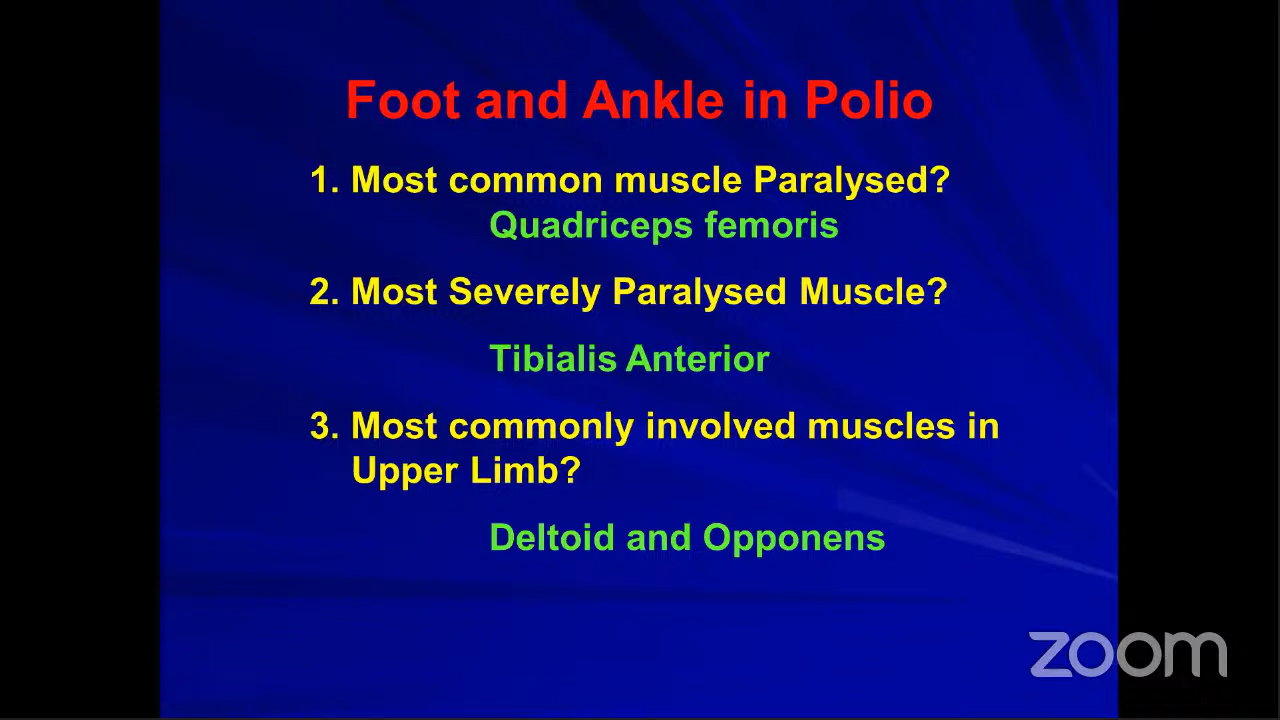 Foot and Ankle in Polio
1. Most common muscle Paralysed?
Quadriceps femoris
2. Most Severely Paralysed Muscle?
Tibialis Anterior
3. Most commonly involved muscles in
Upper Limb?
Deltoid and Opponens
zoom